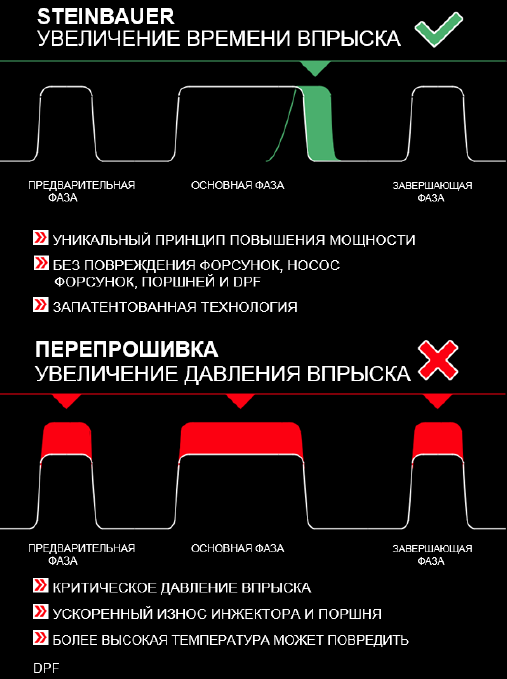 STEINBAUER
УВЕЛИЧЕНИЕ ВРЕМЕНИ ВПРЫСКА
ПРЕДВАРИТЕЛЬНАЯ ФАЗА
ОСНОВНАЯ ФАЗА
ЗАВЕРШАЮЩАЯ ФАЗА
УНИКАЛЬНЫЙ ПРИНЦИП ПОВЫШЕНИЯ МОЩНОСТИ
БЕЗ ПОВРЕЖДЕНИЯ ФОРСУНОК, НОСОС
ФОРСУНОК, ПОРШНЕЙ И DPF
ЗАПАТЕНТОВАННАЯ ТЕХНОЛОГИЯ
ПЕРЕПРОШИВКА
УВЕЛИЧЕНИЕ ДАВЛЕНИЯ ВПРЫСКА
ПРЕДВАРИТЕЛЬНАЯ ФАЗА
ОСНОВНАЯ ФАЗА
ЗАВЕРШАЮЩАЯ ФАЗА
КРИТИЧЕСКОЕ ДАВЛЕНИЕ ВПРЫСКА
УСКОРЕННЫЙ ИЗНОС ИНЖЕКТОРА И ПОРШНЯ
БОЛЕЕ ВЫСОКАЯ ТЕМПЕРАТУРА МОЖЕТ ПОВРЕДИТЬ
DPF